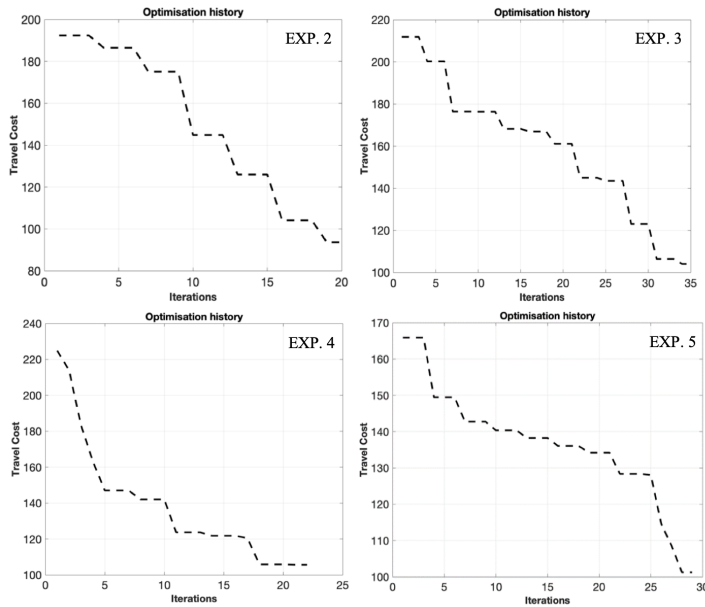 Optimisation history
EXP. 2
Travel Cost
200
180
160
140
120
100
80
0 5 10 15 20
Iterations
Optimisation history
EXP. 3
Travel Cost
220
200
180
160
140
120
100
0 5 10 15 20 25 30 35
Iterations
Optimisation history
EXP. 4
Travel Cost
240
220
200
180
160
140
120
100
0 5 10 15 20 25
Iterations
Optimisation history
EXP. 5
Travel Cost
170
160
150
140
130
120
110
100
0 5 10 15 20 25 30
Iterations